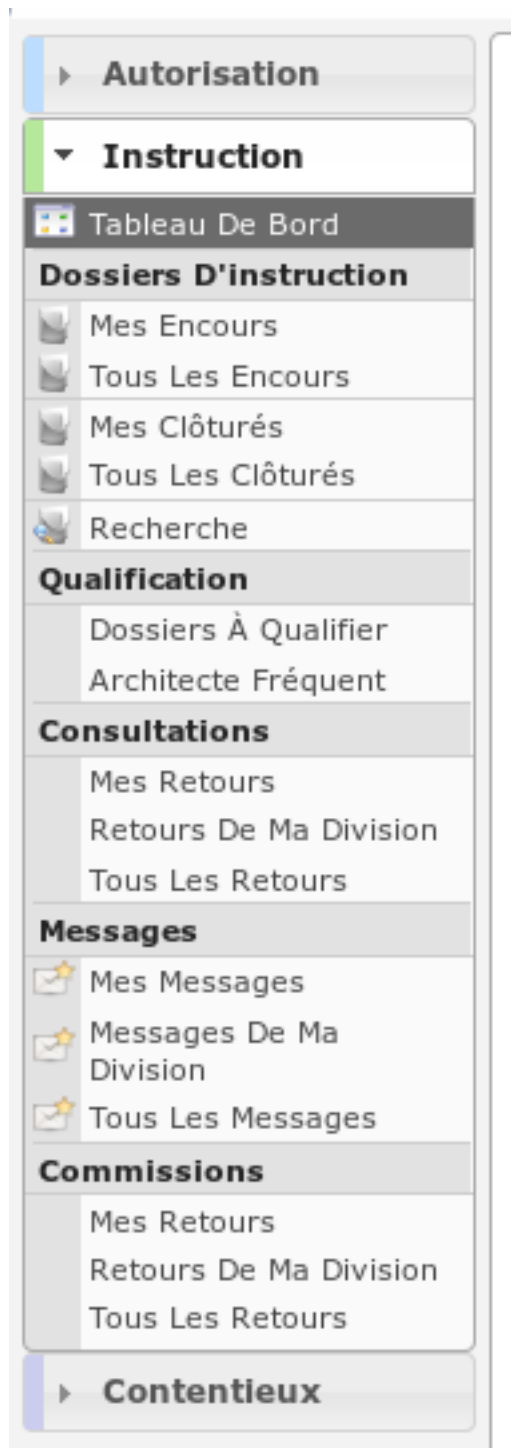 Autorisation
Instruction
Tableau De Bord
Dossiers D'instruction
Mes Encours
Tous Les Encours
Mes Clôturés
Tous Les Clôturés
Recherche
Qualification
Dossiers À Qualifier
Architecte Fréquent
Consultations
Mes Retours
Retours De Ma Division
Tous Les Retours
Messages
Mes Messages
Messages De Ma
Division
Tous Les Messages
Commissions
Mes Retours
Retours De Ma Division
Tous Les Retours
Contentieux